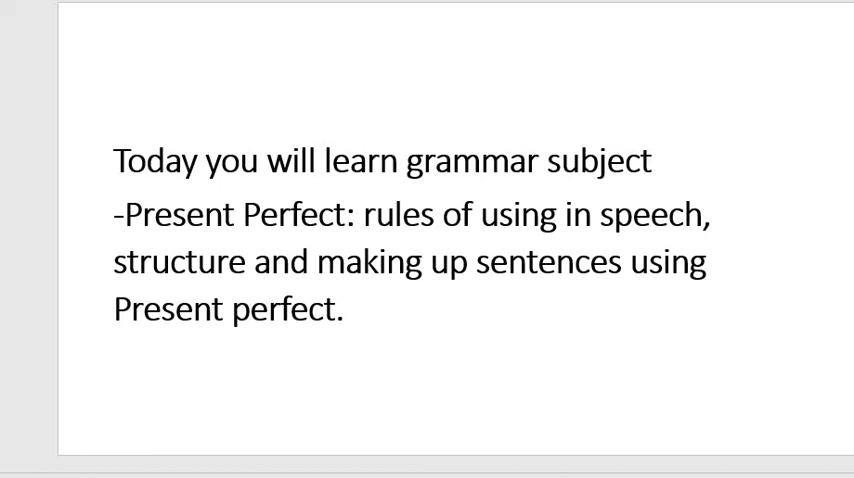 Today you will learn grammar subject
-Present Perfect: rules of using in speech,
structure and making up sentences using
Present perfect.